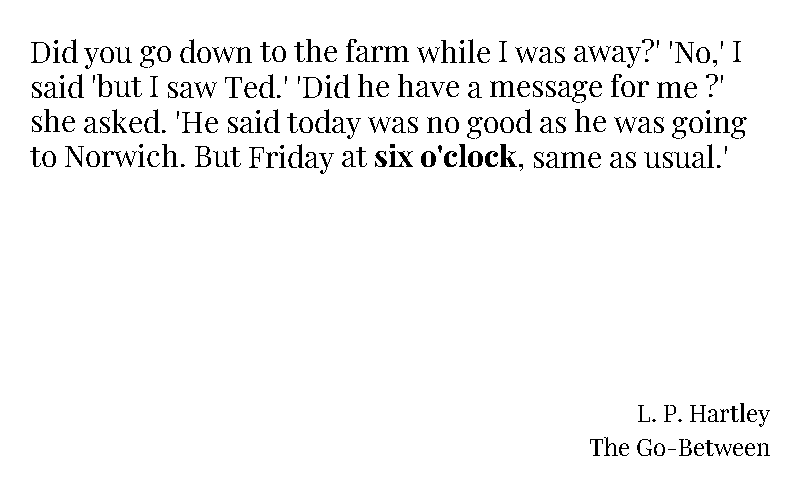 Did you go down to the farm while I was away?' 'No,' I
said 'but I saw Ted.' 'Did he have a message for me ?'
she asked. 'He said today was no good as he was going
to Norwich. But Friday at six o'clock, same as usual.'
L. P. Hartley
The Go-Between